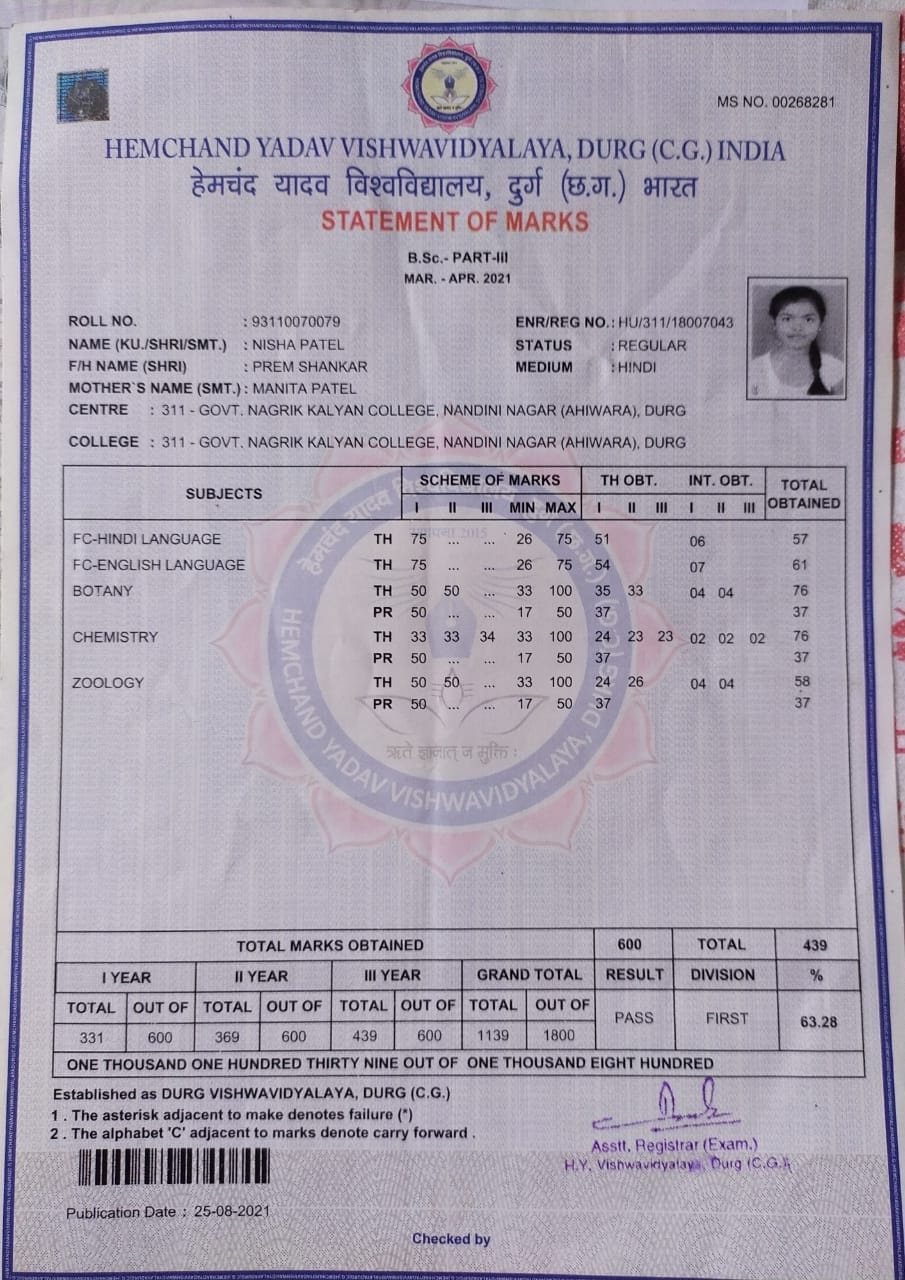 MS NO. 00268281
HEMCHAND YADAV VISHWAVIDYALAYA, DURG (C.G.) INDIA
हेमचंद यादव विश्वविद्यालय, दुर्ग (छ.ग.) भारत
STATEMENT OF MARKS
B.Sc.- PART-III
MAR. - APR. 2021
ROLL NO. : 93110070079 ENR/REG NO. : HU/311/18007043
NAME (KU./SHRI/SMT.) : NISHA PATEL STATUS : REGULAR
F/H NAME (SHRI) : PREM SHANKAR MEDIUM : HINDI
MOTHER`S NAME (SMT.) : MANITA PATEL
CENTRE : 311 - GOVT. NAGRIK KALYAN COLLEGE, NANDINI NAGAR (AHIWARA), DURG
COLLEGE : 311 - GOVT. NAGRIK KALYAN COLLEGE, NANDINI NAGAR (AHIWARA), DURG
SUBJECTS SCHEME OF MARKS TH OBT. INT. OBT. TOTAL OBTAINED
I II III MIN MAX I II III I II III
FC-HINDI LANGUAGE TH 75 ... ... 26 75 51 06 57
FC-ENGLISH LANGUAGE TH 75 ... ... 26 75 54 07 61
BOTANY TH 50 50 ... 33 100 35 33 04 04 76
PR 50 ... ... 17 50 37 37
CHEMISTRY TH 33 33 34 33 100 24 23 23 02 02 02 76
PR 50 ... ... 17 50 37 37
ZOOLOGY TH 50 50 ... 33 100 24 26 04 04 58
PR 50 ... ... 17 50 37 37
हेमचंद यादव
HEMCHAND YADAV VISHWAVIDYALAYA,
TOTAL MARKS OBTAINED 600 TOTAL 439
I YEAR II YEAR III YEAR GRAND TOTAL RESULT DIVISION %
TOTAL OUT OF TOTAL OUT OF TOTAL OUT OF TOTAL OUT OF PASS FIRST 63.28
331 600 369 600 439 600 1139 1800
ONE THOUSAND ONE HUNDRED THIRTY NINE OUT OF ONE THOUSAND EIGHT HUNDRED
Established as DURG VISHWAVIDYALAYA, DURG (C.G.)
1 . The asterisk adjacent to make denotes failure (*)
2 . The alphabet 'C' adjacent to marks denote carry forward .
Asstt. Registrar (Exam.)
H.Y. Vishwavidyalaya, Durg (C.G.)
Publication Date : 25-08-2021
Checked by